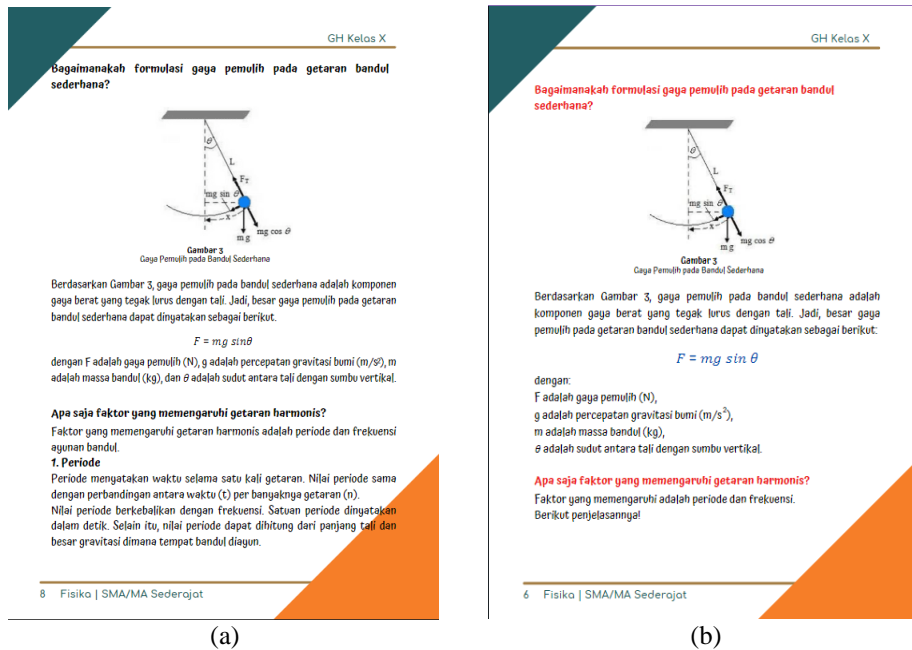 GH Kelas X
Bagaimanakah formulasi gaya pemulih pada getaran bandul
sederhana?
θ
L
F_T
mg sin θ
x
mg
mg cos θ
Gambar 3
Gaya Pemulih pada Bandul Sederhana
Berdasarkan Gambar 3, gaya pemulih pada bandul sederhana adalah komponen
gaya berat yang tegak lurus dengan tali. Jadi, besar gaya pemulih pada getaran
bandul sederhana dapat dinyatakan sebagai berikut.
F = mg sinθ
dengan F adalah gaya pemulih (N), g adalah percepatan gravitasi bumi (m/s²), m
adalah massa bandul (kg), dan θ adalah sudut antara tali dengan sumbu vertikal.
Apa saja faktor yang memengaruhi getaran harmonis?
Faktor yang memengaruhi getaran harmonis adalah periode dan frekuensi
ayunan bandul.
1. Periode
Periode menyatakan waktu selama satu kali getaran. Nilai periode sama
dengan perbandingan antara waktu (t) per banyaknya getaran (n).
Nilai periode berkebalikan dengan frekuensi. Satuan periode dinyatakan
dalam detik. Selain itu, nilai periode dapat dihitung dari panjang tali dan
besar gravitasi dimana tempat bandul diayun.
8 Fisika | SMA/MA Sederajat
(a)
GH Kelas X
Bagaimanakah formulasi gaya pemulih pada getaran bandul
sederhana?
θ
L
F_T
mg sin θ
x
mg
mg cos θ
Gambar 3
Gaya Pemulih pada Bandul Sederhana
Berdasarkan Gambar 3, gaya pemulih pada bandul sederhana adalah
komponen gaya berat yang tegak lurus dengan tali. Jadi, besar gaya
pemulih pada getaran bandul sederhana dapat dinyatakan sebagai berikut:
F = mg sin θ
dengan:
F adalah gaya pemulih (N),
g adalah percepatan gravitasi bumi (m/s²),
m adalah massa bandul (kg),
θ adalah sudut antara tali dengan sumbu vertikal.
Apa saja faktor yang memengaruhi getaran harmonis?
Faktor yang memengaruhi adalah periode dan frekuensi.
Berikut penjelasannya!
6 Fisika | SMA/MA Sederajat
(b)